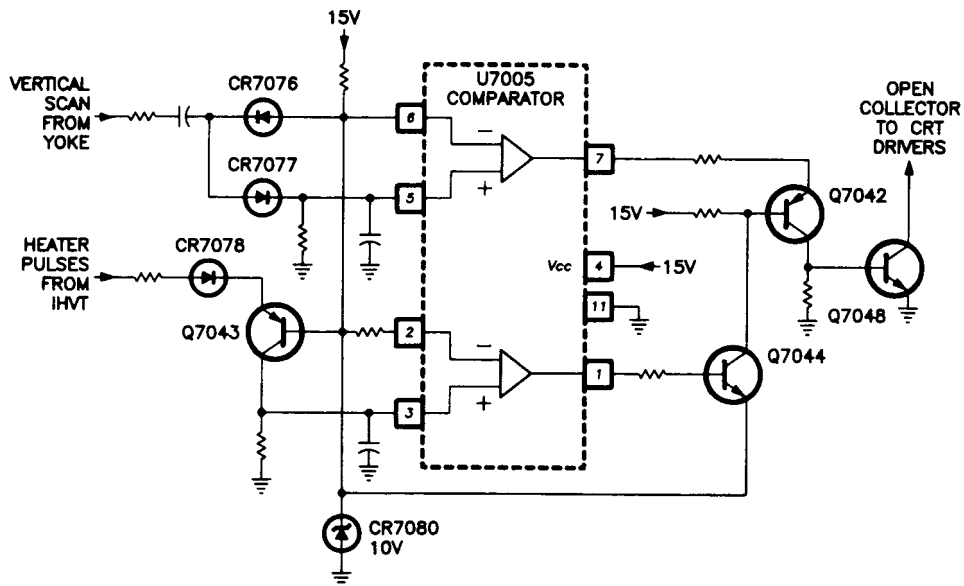 15V
VERTICAL
SCAN
FROM
YOKE
CR7076
CR7077
U7005
COMPARATOR
6
−
5
+
7
OPEN
COLLECTOR
TO CRT
DRIVERS
15V
Q7042
HEATER
PULSES
FROM
IHVT
CR7078
Vcc
4
15V
11
Q7048
Q7043
2
−
3
+
1
Q7044
CR7080
10V